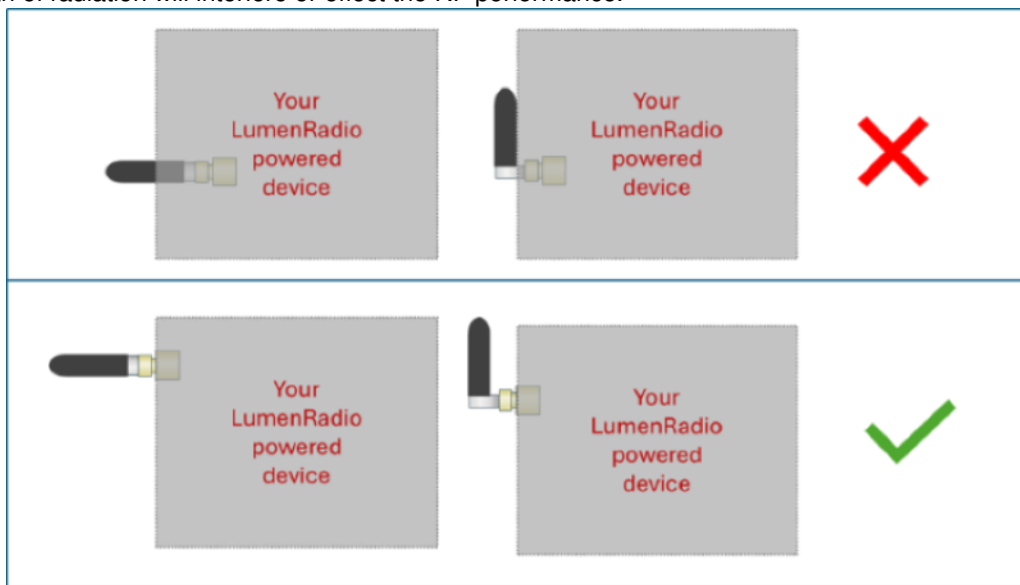 of radiation will interfere or effect the RF performance.
Your
LumenRadio
powered
device
Your
LumenRadio
powered
device
Your
LumenRadio
powered
device
Your
LumenRadio
powered
device